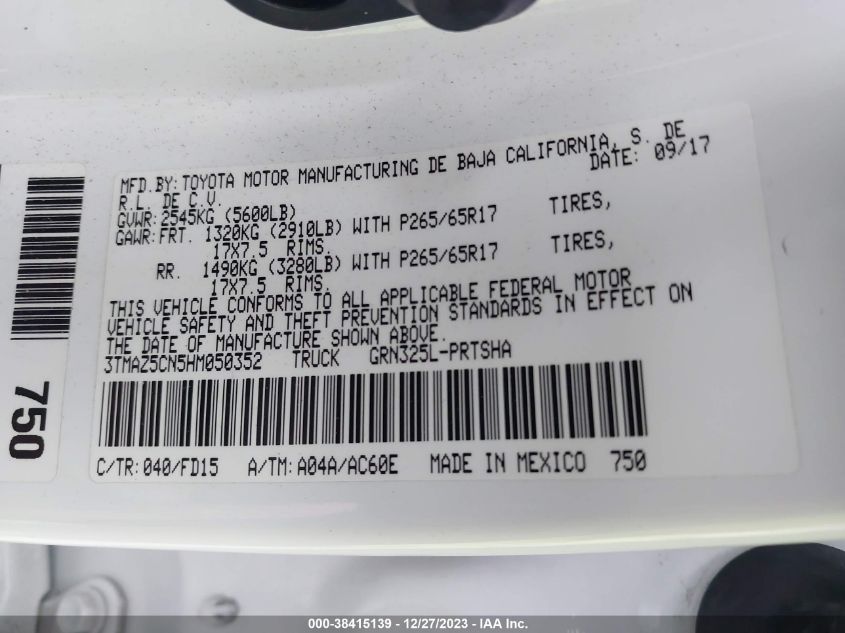 MFD.BY: TOYOTA MOTOR MANUFACTURING DE BAJA CALIFORNIA, S. DE
R.L. DE C.V. DATE: 09/17
GVWR: 2545KG (5600LB)
GAWR: FRT. 1320KG (2910LB) WITH P265/65R17 TIRES,
17X7.5 RIMS.
RR. 1490KG (3280LB) WITH P265/65R17 TIRES,
17X7.5 RIMS.
THIS VEHICLE CONFORMS TO ALL APPLICABLE FEDERAL MOTOR
VEHICLE SAFETY AND THEFT PREVENTION STANDARDS IN EFFECT ON
THE DATE OF MANUFACTURE SHOWN ABOVE.
3TMAZ5CN5HM050352 TRUCK GRN325L-PRTSHA
C/TR: 040/FD15 A/TM: A04A/AC60E MADE IN MEXICO 750
750
000-38415139 - 12/27/2023 - IAA Inc.